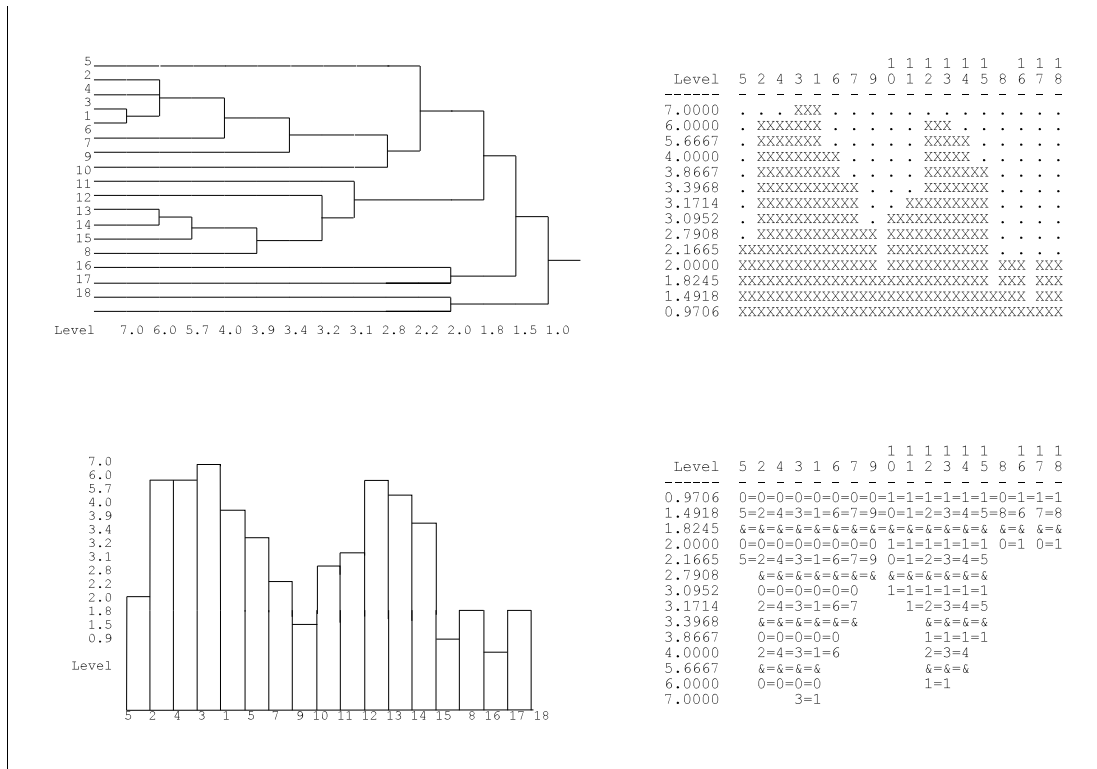 5
2
4
3
1
6
7
9
10
11
12
13
14
15
8
16
17
18
Level 7.0 6.0 5.7 4.0 3.9 3.4 3.2 3.1 2.8 2.2 2.0 1.8 1.5 1.0
1 1 1 1 1 1 1 1 1
Level 5 2 4 3 1 6 7 9 0 1 2 3 4 5 8 6 7 8
------ - - - - - - - - - - - - - - - - - -
7.0000 . . . XXX . . . . . . . . . . . . .
6.0000 . XXXXXXX . . . . . XXX . . . . . .
5.6667 . XXXXXXX . . . . . XXXXX . . . . .
4.0000 . XXXXXXXXX . . . . XXXXX . . . . .
3.8667 . XXXXXXXXX . . . . XXXXXXX . . . .
3.3968 . XXXXXXXXXXX . . . XXXXXXX . . . .
3.1714 . XXXXXXXXXXX . . XXXXXXXXX . . . .
3.0952 . XXXXXXXXXXX . XXXXXXXXXXX . . . .
2.7908 . XXXXXXXXXXXXX XXXXXXXXXXX . . . .
2.1665 XXXXXXXXXXXXXXX XXXXXXXXXXX . . . .
2.0000 XXXXXXXXXXXXXXX XXXXXXXXXXX XXX XXX
1.8245 XXXXXXXXXXXXXXXXXXXXXXXXXXX XXX XXX
1.4918 XXXXXXXXXXXXXXXXXXXXXXXXXXXXXXX XXX
0.9706 XXXXXXXXXXXXXXXXXXXXXXXXXXXXXXXXXXX
7.0
6.0
5.7
4.0
3.9
3.4
3.2
3.1
2.8
2.2
2.0
1.8
1.5
0.9
Level
5 2 4 3 1 5 7 9 10 11 12 13 14 15 8 16 17 18
1 1 1 1 1 1 1 1 1
Level 5 2 4 3 1 6 7 9 0 1 2 3 4 5 8 6 7 8
------ - - - - - - - - - - - - - - - - - -
0.9706 0=0=0=0=0=0=0=0=1=1=1=1=1=1=0=1=1=1
1.4918 5=2=4=3=1=6=7=9=0=1=2=3=4=5=8=6 7=8
1.8245 &=&=&=&=&=&=&=&=&=&=&=&=&=& &=& &=&
2.0000 0=0=0=0=0=0=0=0 1=1=1=1=1=1 0=1 0=1
2.1665 5=2=4=3=1=6=7=9 0=1=2=3=4=5
2.7908 &=&=&=&=&=&=& &=&=&=&=&=&
3.0952 0=0=0=0=0=0 1=1=1=1=1=1
3.1714 2=4=3=1=6=7 1=2=3=4=5
3.3968 &=&=&=&=&=& &=&=&=&
3.8667 0=0=0=0=0 1=1=1=1
4.0000 2=4=3=1=6 2=3=4
5.6667 &=&=&=& &=&=&
6.0000 0=0=0=0 1=1
7.0000 3=1